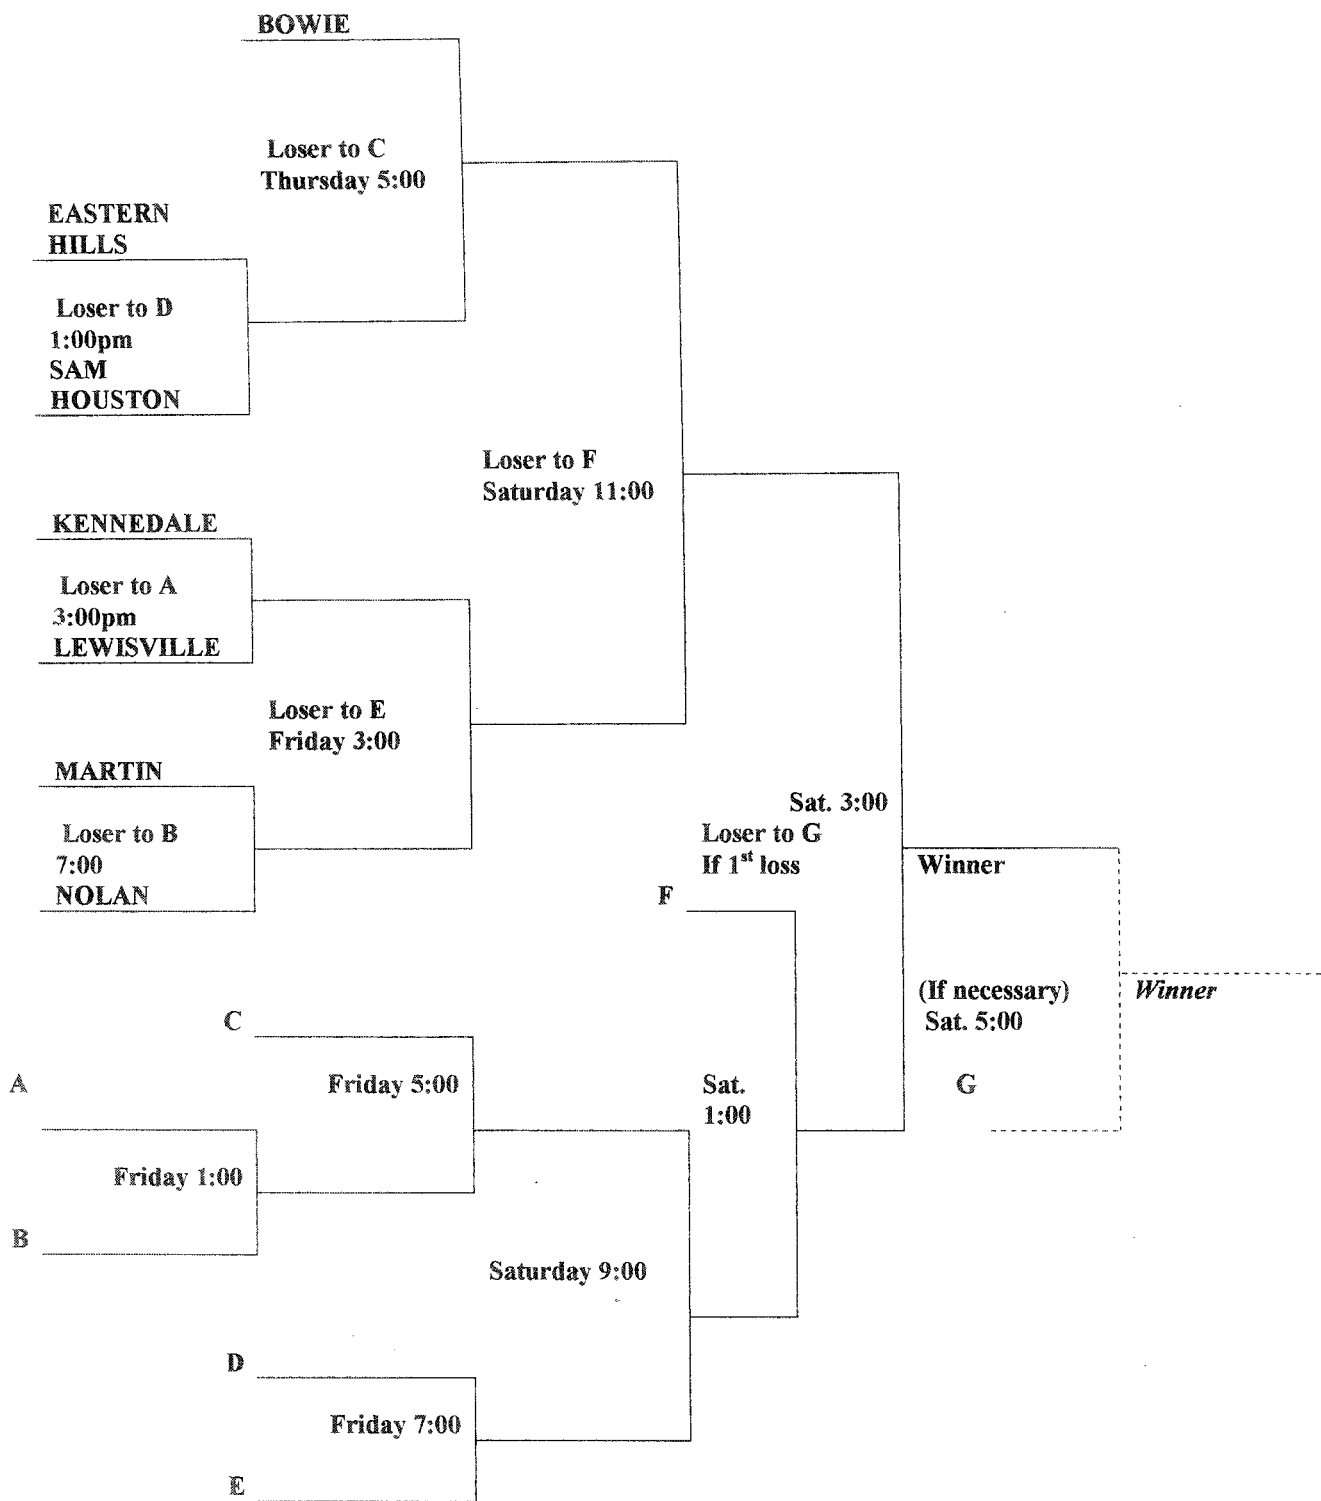 BOWIE
Loser to C
Thursday 5:00
EASTERN
HILLS
Loser to D
1:00pm
SAM
HOUSTON
Loser to F
Saturday 11:00
KENNEDALE
Loser to A
3:00pm
LEWISVILLE
Loser to E
Friday 3:00
MARTIN
Loser to B
7:00
NOLAN
Sat. 3:00
Loser to G
If 1st loss
Winner
F
(If necessary)
Sat. 5:00
Winner
C
A
Friday 5:00
Sat.
1:00
G
Friday 1:00
B
Saturday 9:00
D
Friday 7:00
E